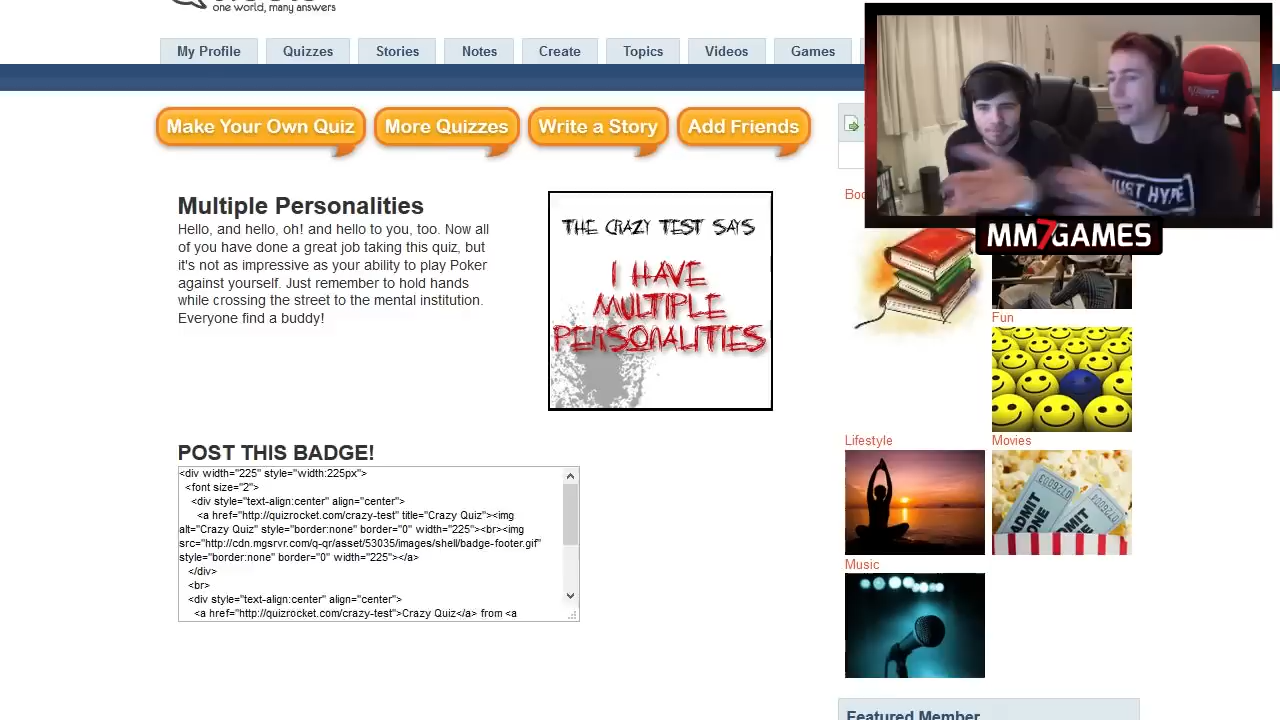 one world, many answers
My Profile
Quizzes
Stories
Notes
Create
Topics
Videos
Games
Make Your Own Quiz
More Quizzes
Write a Story
Add Friends
JUST HYPE
MM7GAMES
Multiple Personalities
Hello, and hello, oh! and hello to you, too. Now all
of you have done a great job taking this quiz, but
it's not as impressive as your ability to play Poker
against yourself. Just remember to hold hands
while crossing the street to the mental institution.
Everyone find a buddy!
THE CRAZY TEST SAYS
I HAVE
MULTIPLE
PERSONALITIES
Fun
Lifestyle
Movies
ADMIT
ONE
0726003
ADMIT
Music
POST THIS BADGE!
<div width="225" style="width:225px">
<font size="2">
<div style="text-align:center" align="center">
<a href="http://quizrocket.com/crazy-test" title="Crazy Quiz"><img
alt="Crazy Quiz" style="border:none" border="0" width="225"><br><img
src="http://cdn.mgsrvr.com/q-qr/asset/53035/images/shell/badge-footer.gif"
style="border:none" border="0" width="225"></a>
</div>
<br>
<div style="text-align:center" align="center">
<a href="http://quizrocket.com/crazy-test">Crazy Quiz</a> from <a
Featured Member